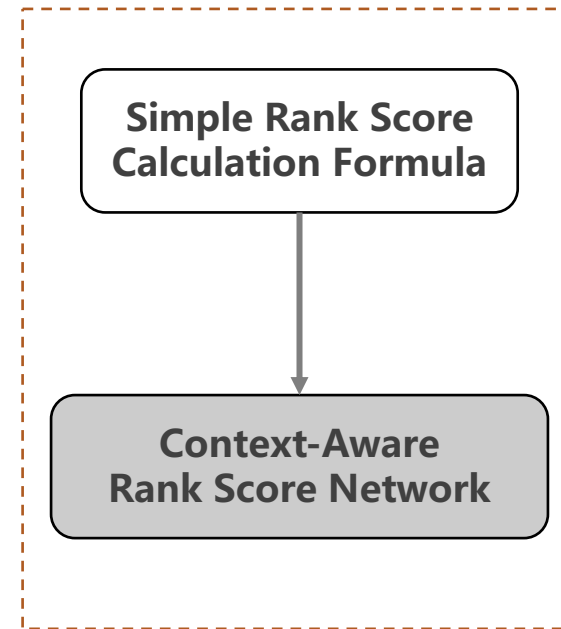 Simple Rank Score
Calculation Formula
Context-Aware
Rank Score Network